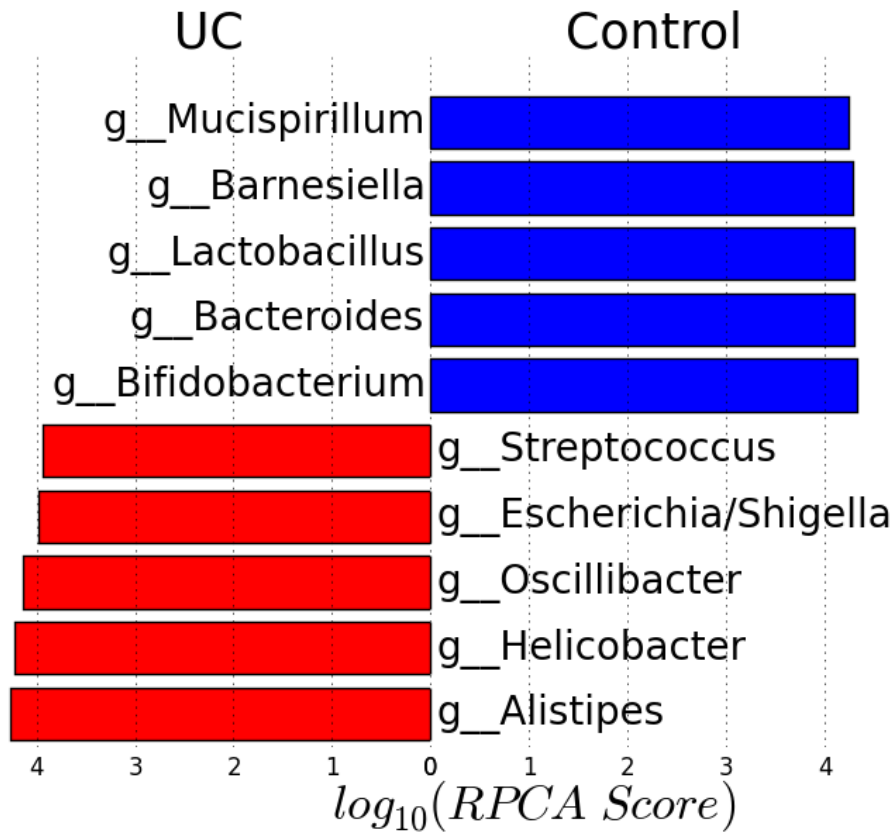 UC Control
g__Mucispirillum
g__Barnesiella
g__Lactobacillus
g__Bacteroides
g__Bifidobacterium
g__Streptococcus
g__Escherichia/Shigella
g__Oscillibacter
g__Helicobacter
g__Alistipes
4 3 2 1 0 1 2 3 4
log₁₀(RPCA Score)